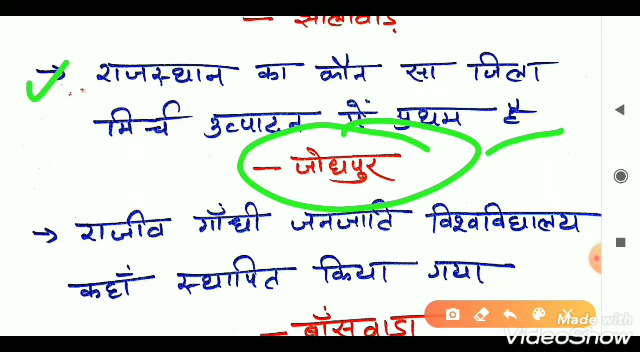 – झालावाड़
→ राजस्थान का कौन सा जिला
मिर्च उत्पादन में प्रथम है
– जोधपुर
→ राजीव गाँधी जनजाति विश्वविद्यालय
कहाँ स्थापित किया गया
– बाँसवाड़ा
Made with
VideoShow